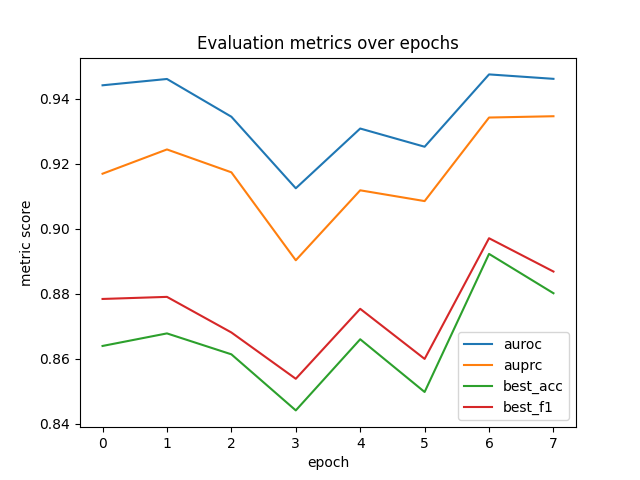 Evaluation metrics over epochs
metric score
0.94
0.92
0.90
0.88
0.86
0.84
0 1 2 3 4 5 6 7
epoch
auroc
auprc
best_acc
best_f1